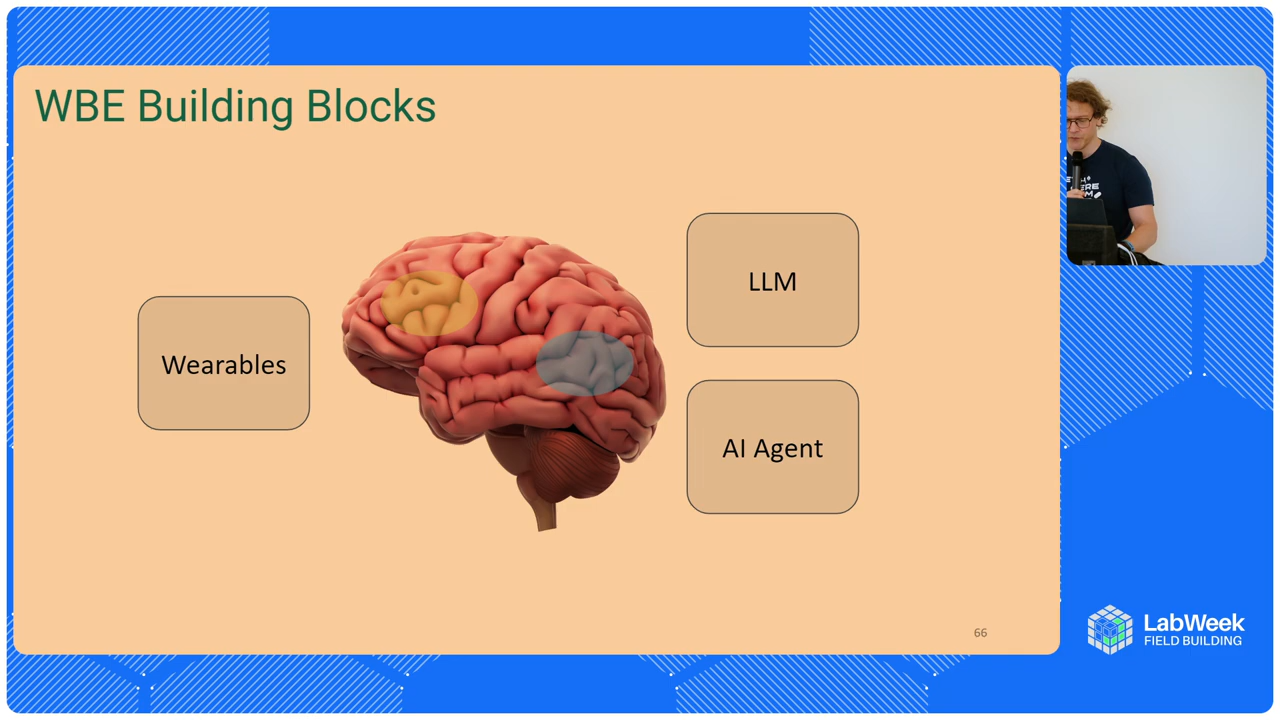 WBE Building Blocks
Wearables
LLM
AI Agent
66
LabWeek
FIELD BUILDING